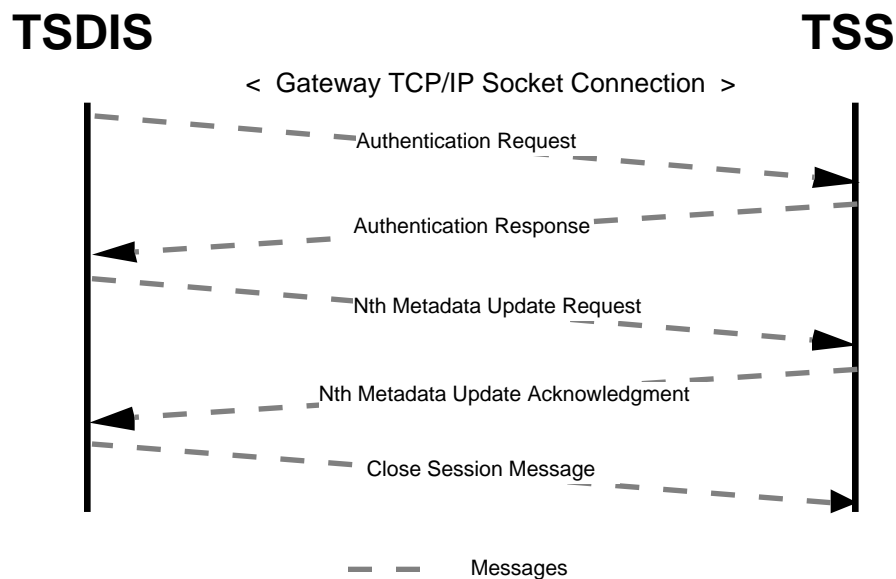 TSDIS
TSS
< Gateway TCP/IP Socket Connection >
Authentication Request
Authentication Response
Nth Metadata Update Request
Nth Metadata Update Acknowledgment
Close Session Message
Messages